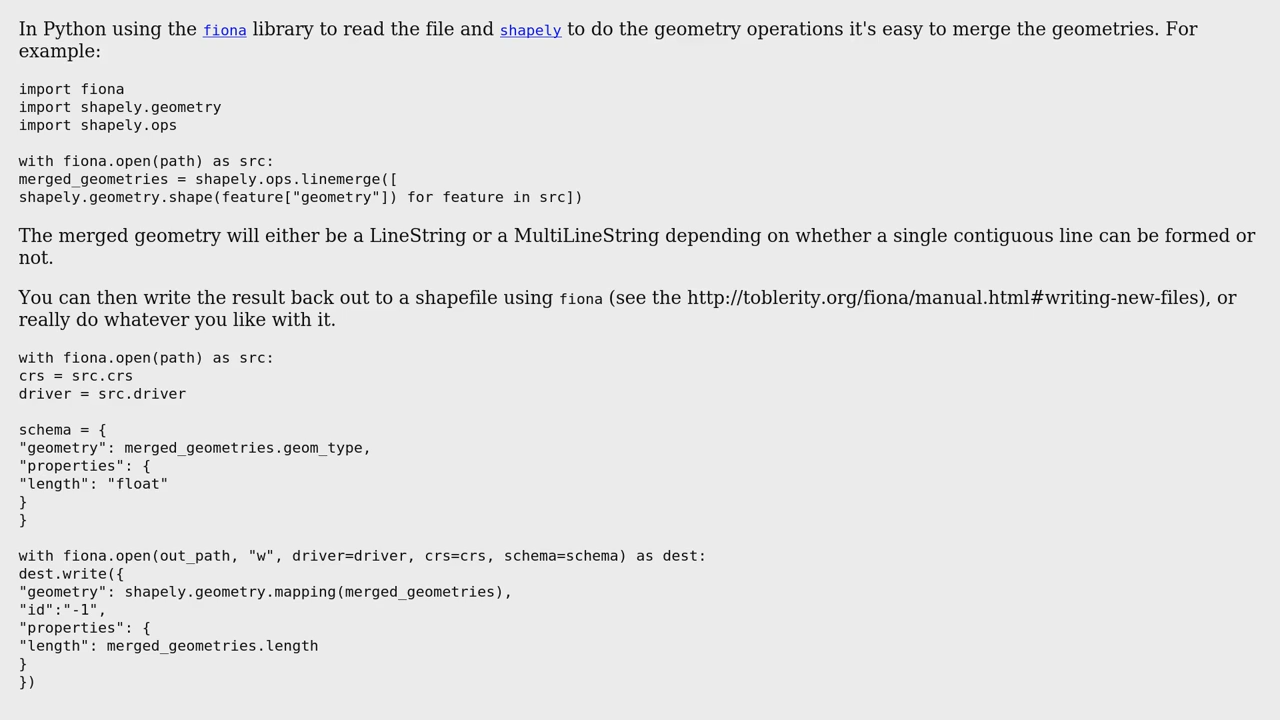 In Python using the fiona library to read the file and shapely to do the geometry operations it's easy to merge the geometries. For
example:
import fiona
import shapely.geometry
import shapely.ops
with fiona.open(path) as src:
merged_geometries = shapely.ops.linemerge([
shapely.geometry.shape(feature["geometry"]) for feature in src])
The merged geometry will either be a LineString or a MultiLineString depending on whether a single contiguous line can be formed or
not.
You can then write the result back out to a shapefile using fiona (see the http://toblerity.org/fiona/manual.html#writing-new-files), or
really do whatever you like with it.
with fiona.open(path) as src:
crs = src.crs
driver = src.driver
schema = {
"geometry": merged_geometries.geom_type,
"properties": {
"length": "float"
}
}
with fiona.open(out_path, "w", driver=driver, crs=crs, schema=schema) as dest:
dest.write({
"geometry": shapely.geometry.mapping(merged_geometries),
"id":"-1",
"properties": {
"length": merged_geometries.length
}
})